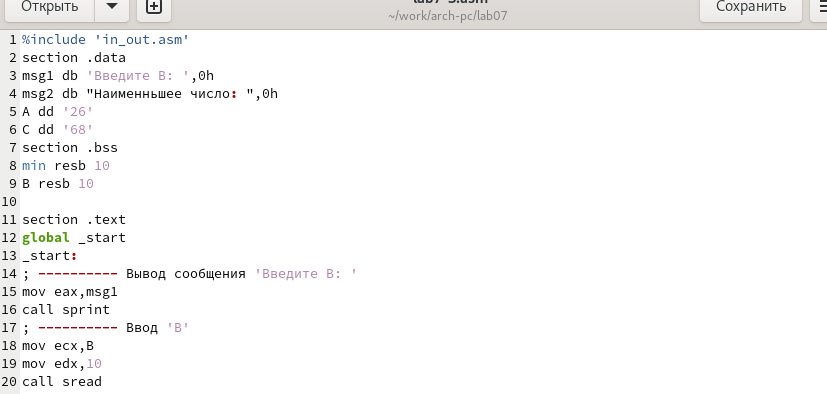 Открыть
Сохранить
~/work/arch-pc/lab07
1 %include 'in_out.asm'
2 section .data
3 msg1 db 'Введите B: ',0h
4 msg2 db "Наименньшее число: ",0h
5 A dd '26'
6 C dd '68'
7 section .bss
8 min resb 10
9 B resb 10
10
11 section .text
12 global _start
13 _start:
14 ; ---------- Вывод сообщения 'Введите B: '
15 mov eax,msg1
16 call sprint
17 ; ---------- Ввод 'B'
18 mov ecx,B
19 mov edx,10
20 call sread